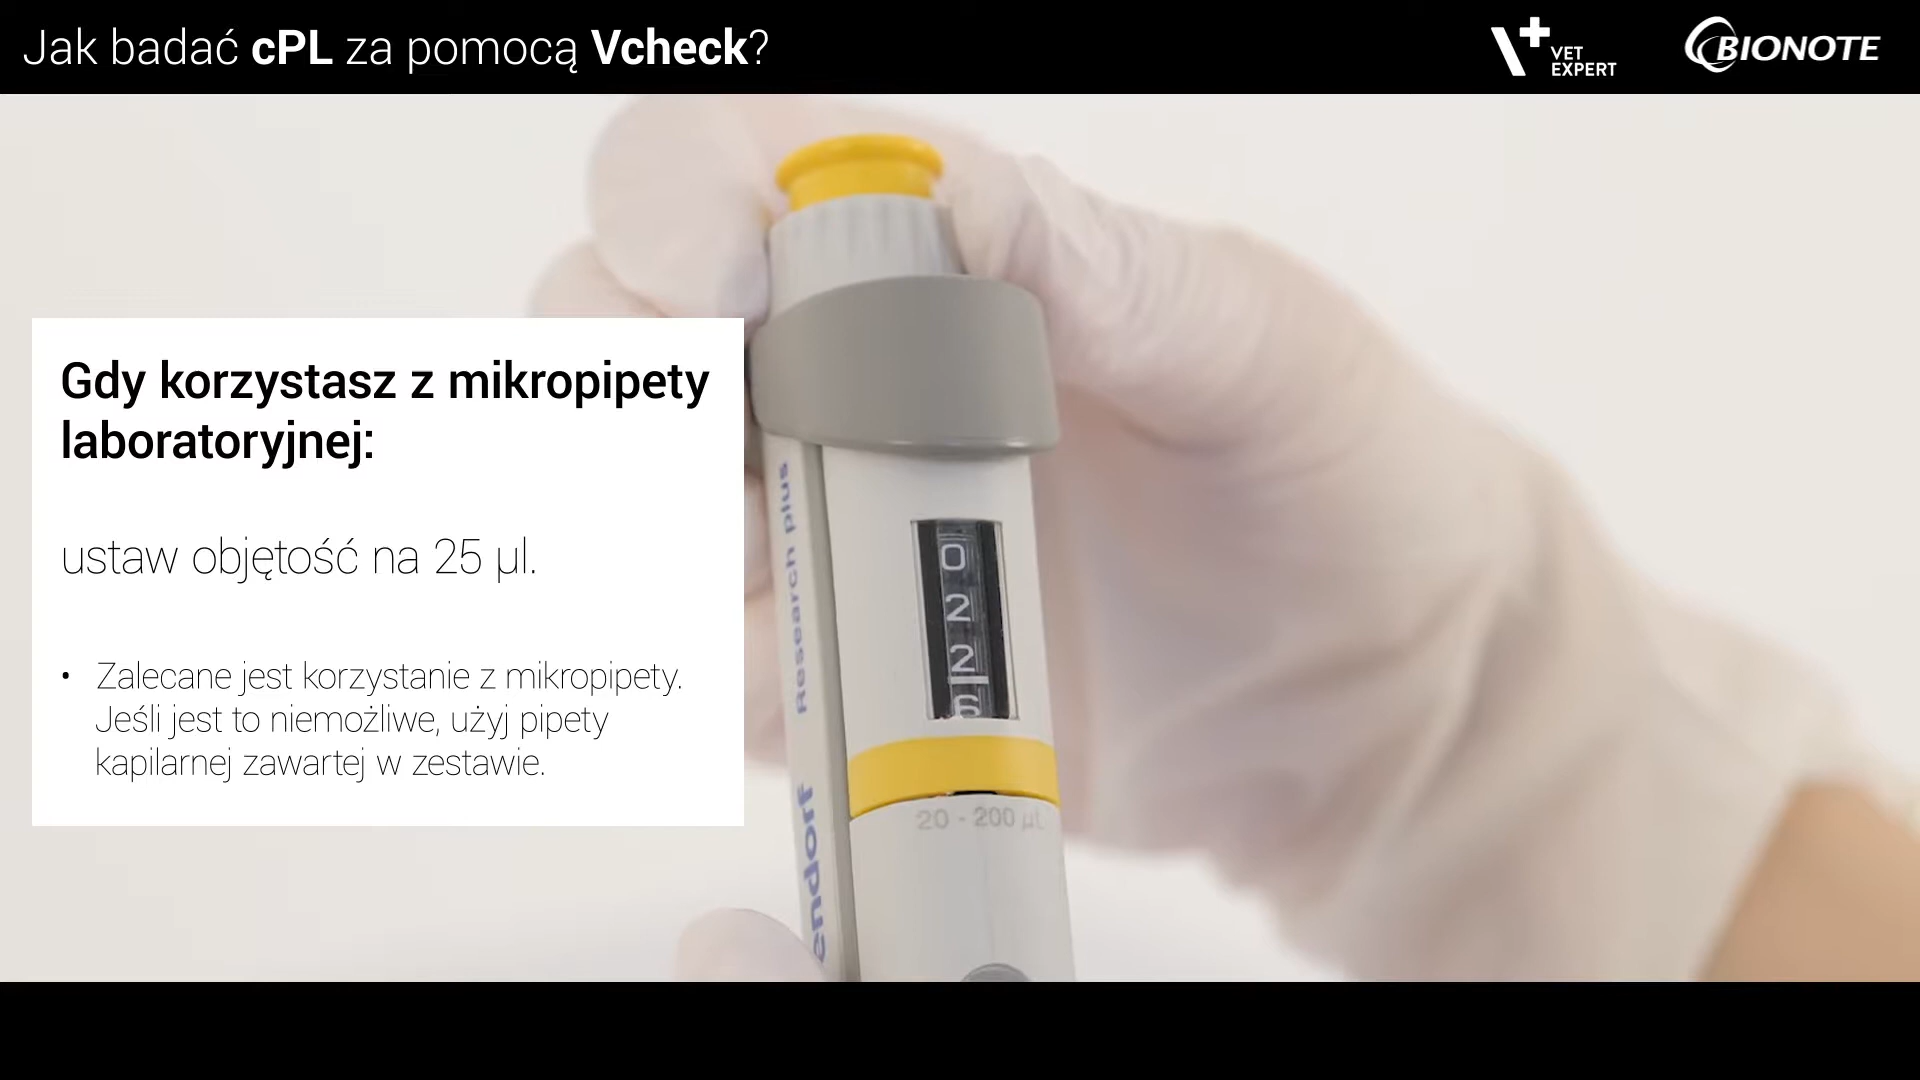 Jak badać cPL za pomocą Vcheck?
VET
EXPERT
BIONOTE
Gdy korzystasz z mikropipety
laboratoryjnej:
ustaw objętość na 25 µl.
• Zalecane jest korzystanie z mikropipety.
Jeśli jest to niemożliwe, użyj pipety
kapilarnej zawartej w zestawie.
Research plus
endorf
0
2
2
20 - 200 µL